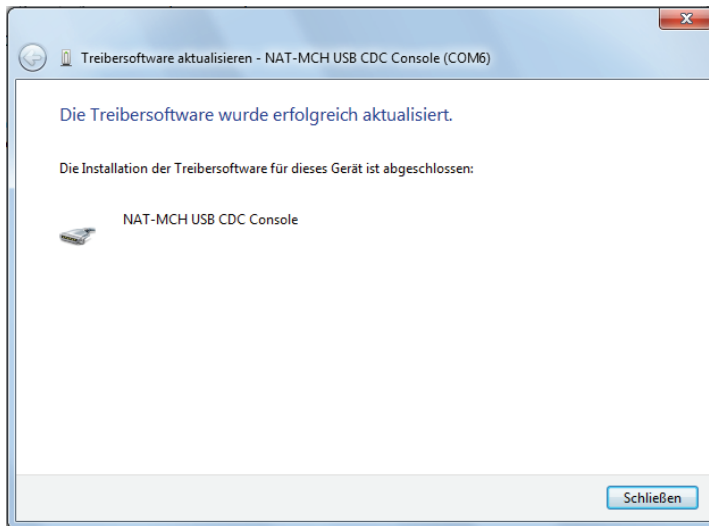 Treibersoftware aktualisieren - NAT-MCH USB CDC Console (COM6)
Die Treibersoftware wurde erfolgreich aktualisiert.
Die Installation der Treibersoftware für dieses Gerät ist abgeschlossen:
NAT-MCH USB CDC Console
Schließen